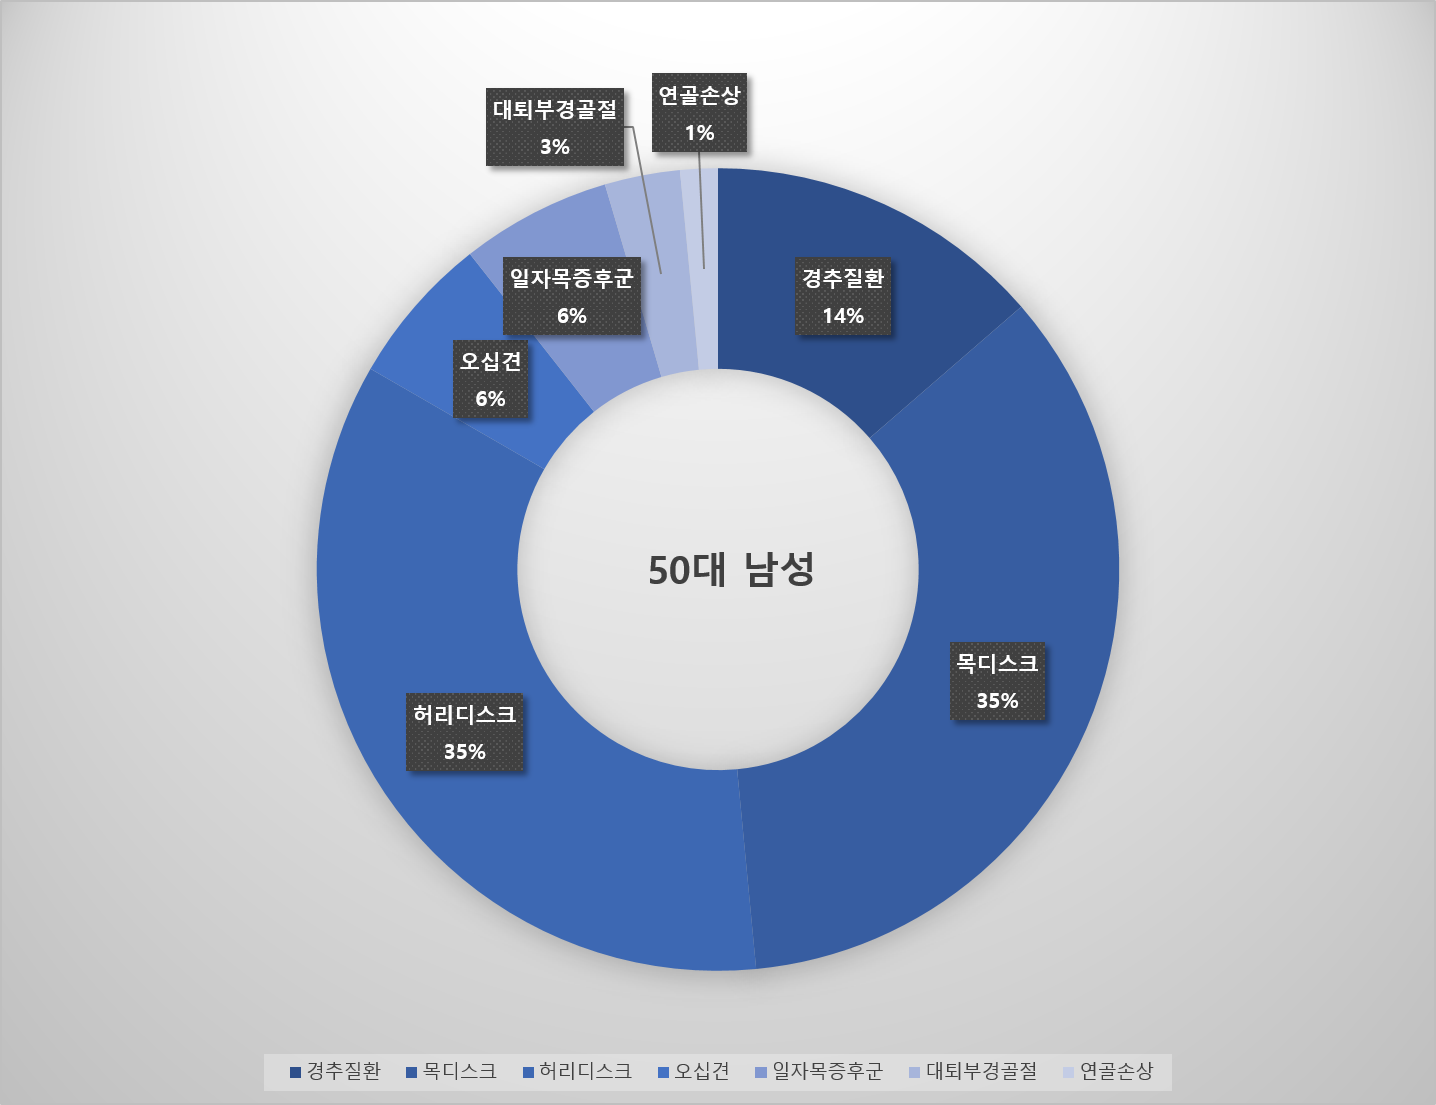 연골손상
1%
대퇴부경골절
3%
경추질환
14%
일자목증후군
6%
오십견
6%
50대 남성
목디스크
35%
허리디스크
35%
경추질환 목디스크 허리디스크 오십견 일자목증후군 대퇴부경골절 연골손상